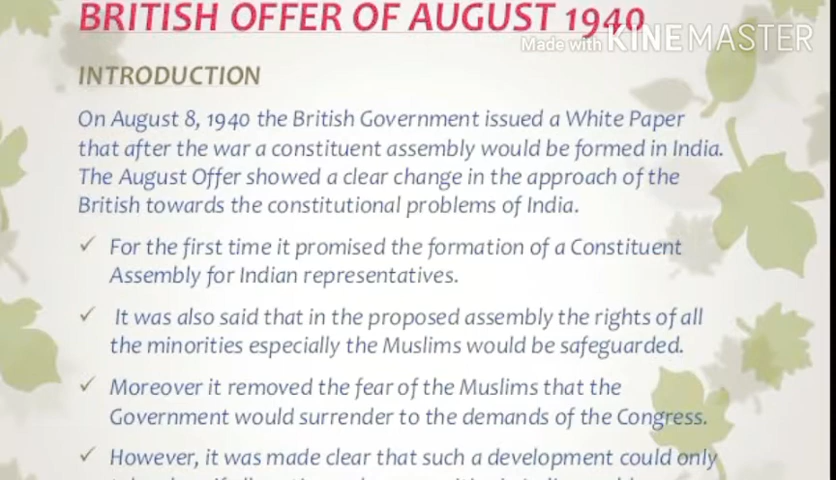 BRITISH OFFER OF AUGUST 1940
Made with KINEMASTER
INTRODUCTION
On August 8, 1940 the British Government issued a White Paper
that after the war a constituent assembly would be formed in India.
The August Offer showed a clear change in the approach of the
British towards the constitutional problems of India.
✓ For the first time it promised the formation of a Constituent
Assembly for Indian representatives.
✓ It was also said that in the proposed assembly the rights of all
the minorities especially the Muslims would be safeguarded.
✓ Moreover it removed the fear of the Muslims that the
Government would surrender to the demands of the Congress.
✓ However, it was made clear that such a development could only